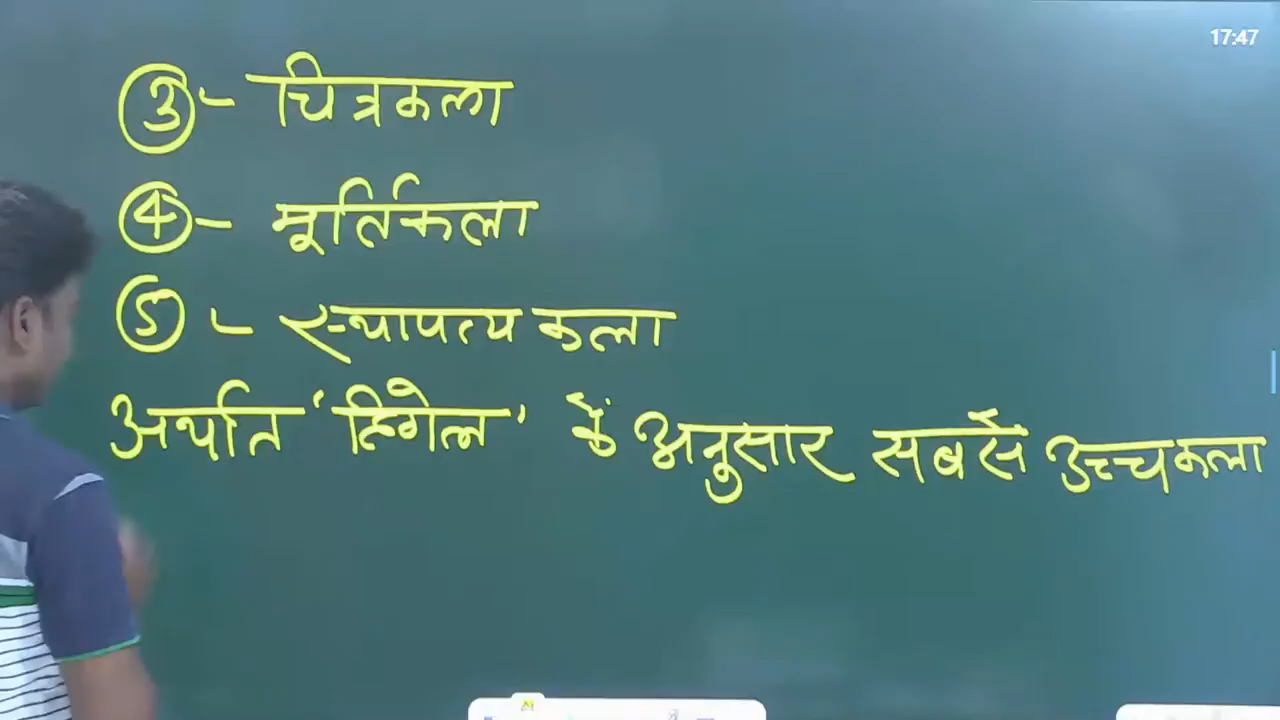 17:47
③- चित्रकला
④- मूर्तिकला
⑤- स्थापत्य कला
अर्थात 'हिगेल' के अनुसार सबसे उच्चकला